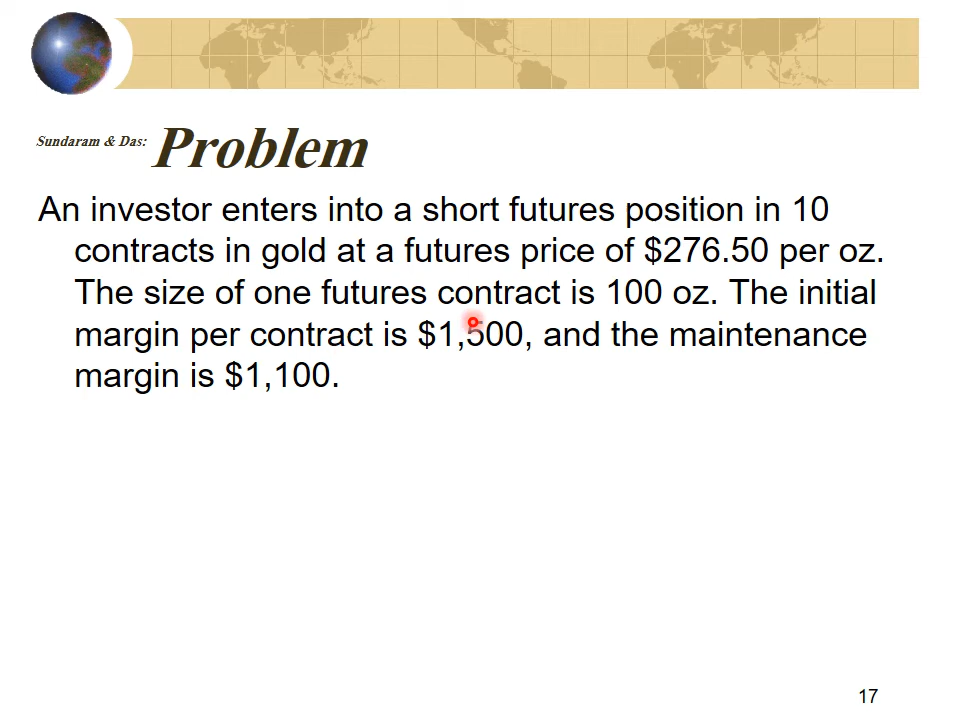 Sundaram & Das: Problem
An investor enters into a short futures position in 10
contracts in gold at a futures price of $276.50 per oz.
The size of one futures contract is 100 oz. The initial
margin per contract is $1,500, and the maintenance
margin is $1,100.
17